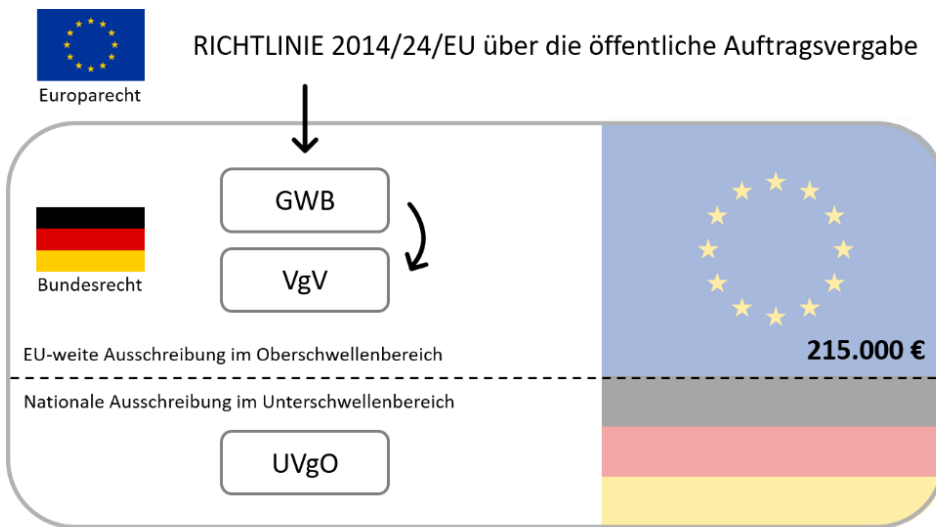 RICHTLINIE 2014/24/EU über die öffentliche Auftragsvergabe
Europarecht
GWB
Bundesrecht
VgV
EU-weite Ausschreibung im Oberschwellenbereich
215.000 €
Nationale Ausschreibung im Unterschwellenbereich
UVgO